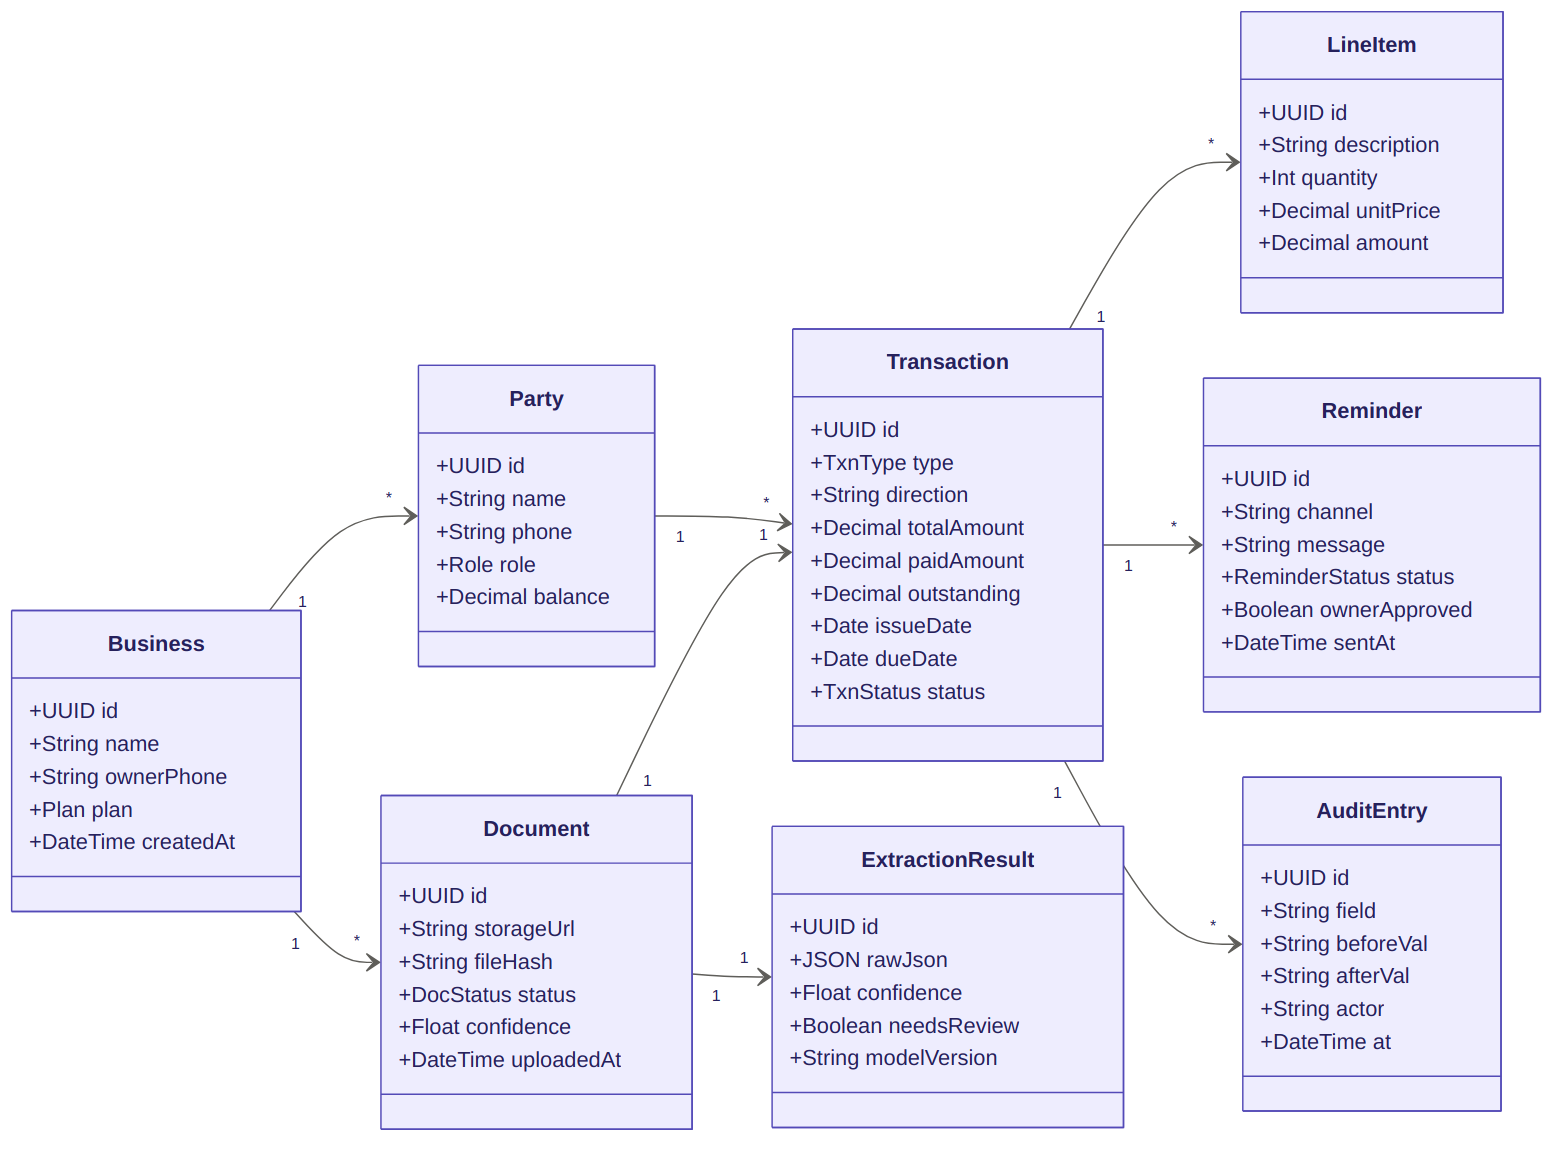 Business
+UUID id
+String name
+String ownerPhone
+Plan plan
+DateTime createdAt
1
*
1
*
Party
+UUID id
+String name
+String phone
+Role role
+Decimal balance
1
*
Document
+UUID id
+String storageUrl
+String fileHash
+DocStatus status
+Float confidence
+DateTime uploadedAt
1
1
1
1
Transaction
+UUID id
+TxnType type
+String direction
+Decimal totalAmount
+Decimal paidAmount
+Decimal outstanding
+Date issueDate
+Date dueDate
+TxnStatus status
1
*
1
*
1
*
ExtractionResult
+UUID id
+JSON rawJson
+Float confidence
+Boolean needsReview
+String modelVersion
LineItem
+UUID id
+String description
+Int quantity
+Decimal unitPrice
+Decimal amount
Reminder
+UUID id
+String channel
+String message
+ReminderStatus status
+Boolean ownerApproved
+DateTime sentAt
AuditEntry
+UUID id
+String field
+String beforeVal
+String afterVal
+String actor
+DateTime at